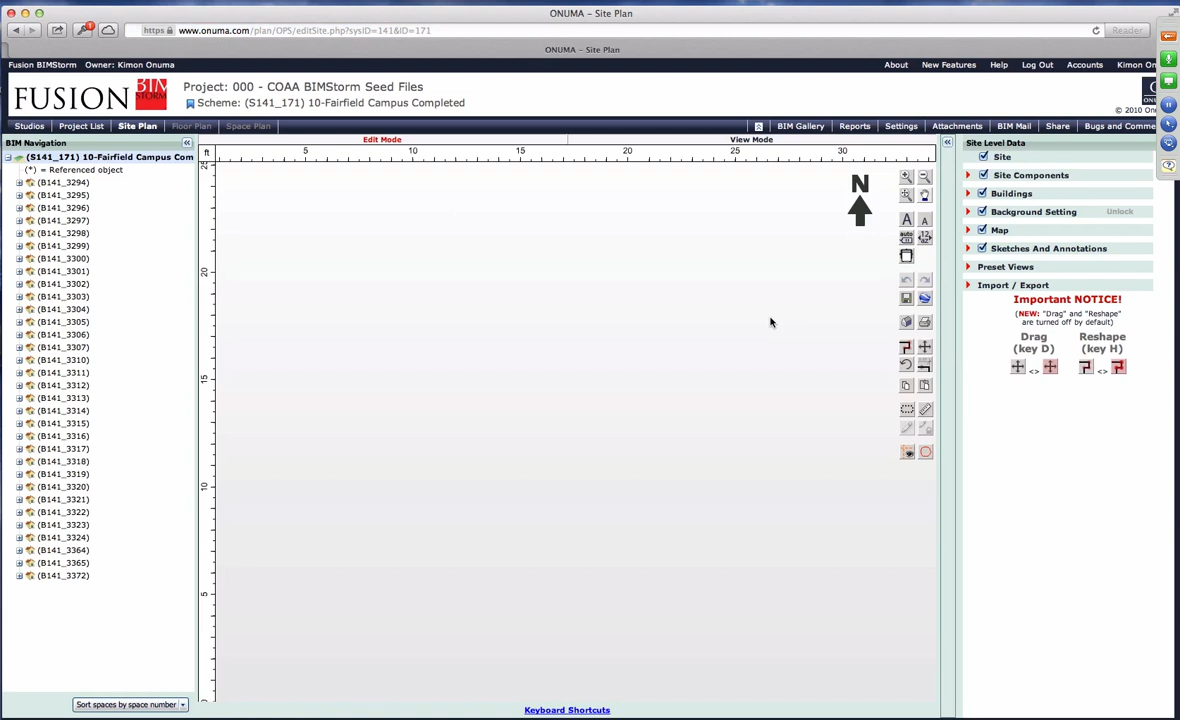 ONUMA – Site Plan
https www.onuma.com/plan/OPS/editSite.php?sysID=141&ID=171 Reader
1
ONUMA – Site Plan
Fusion BIMStorm Owner: Kimon Onuma About New Features Help Log Out Accounts Kimon On
FUSION BIM STORM
Project: 000 - COAA BIMStorm Seed Files
Scheme: (S141_171) 10-Fairfield Campus Completed
© 2010 On
Studios Project List Site Plan Floor Plan Space Plan BIM Gallery Reports Settings Attachments BIM Mail Share Bugs and Comme
BIM Navigation
Edit Mode View Mode
Site Level Data
ft 5 10 15 20 25 30
25
20
15
10
5
0
(S141_171) 10-Fairfield Campus Com
(*) = Referenced object
(B141_3294)
(B141_3295)
(B141_3296)
(B141_3297)
(B141_3298)
(B141_3299)
(B141_3300)
(B141_3301)
(B141_3302)
(B141_3303)
(B141_3304)
(B141_3305)
(B141_3306)
(B141_3307)
(B141_3310)
(B141_3311)
(B141_3312)
(B141_3313)
(B141_3314)
(B141_3315)
(B141_3316)
(B141_3317)
(B141_3318)
(B141_3319)
(B141_3320)
(B141_3321)
(B141_3322)
(B141_3323)
(B141_3324)
(B141_3364)
(B141_3365)
(B141_3372)
Sort spaces by space number
N
A A
auto 12
Keyboard Shortcuts
Site
Site Components
Buildings
Background Setting Unlock
Map
Sketches And Annotations
Preset Views
Import / Export
Important NOTICE!
(NEW: "Drag" and "Reshape"
are turned off by default)
Drag Reshape
(key D) (key H)
<> <>